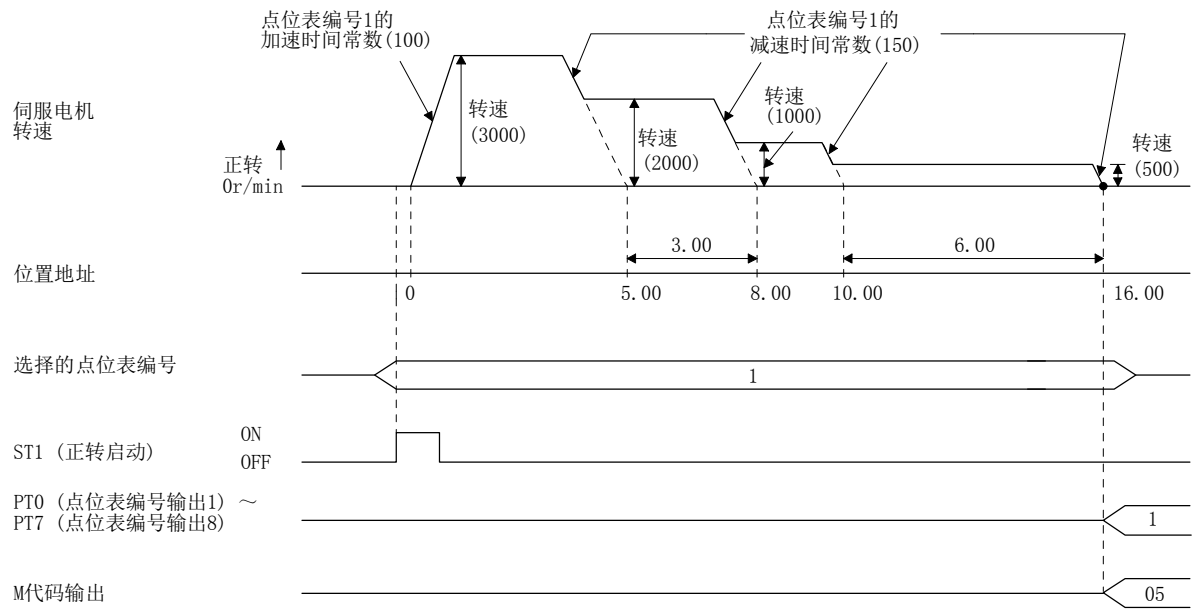 点位表编号1的
加速时间常数(100)
点位表编号1的
减速时间常数(150)
伺服电机
转速
转速
(3000)
转速
(2000)
转速
(1000)
转速
(500)
正转
0r/min
3.00
6.00
位置地址
0
5.00
8.00
10.00
16.00
选择的点位表编号
1
ST1 (正转启动)
ON
OFF
PT0 (点位表编号输出1) ～
PT7 (点位表编号输出8)
1
M代码输出
05